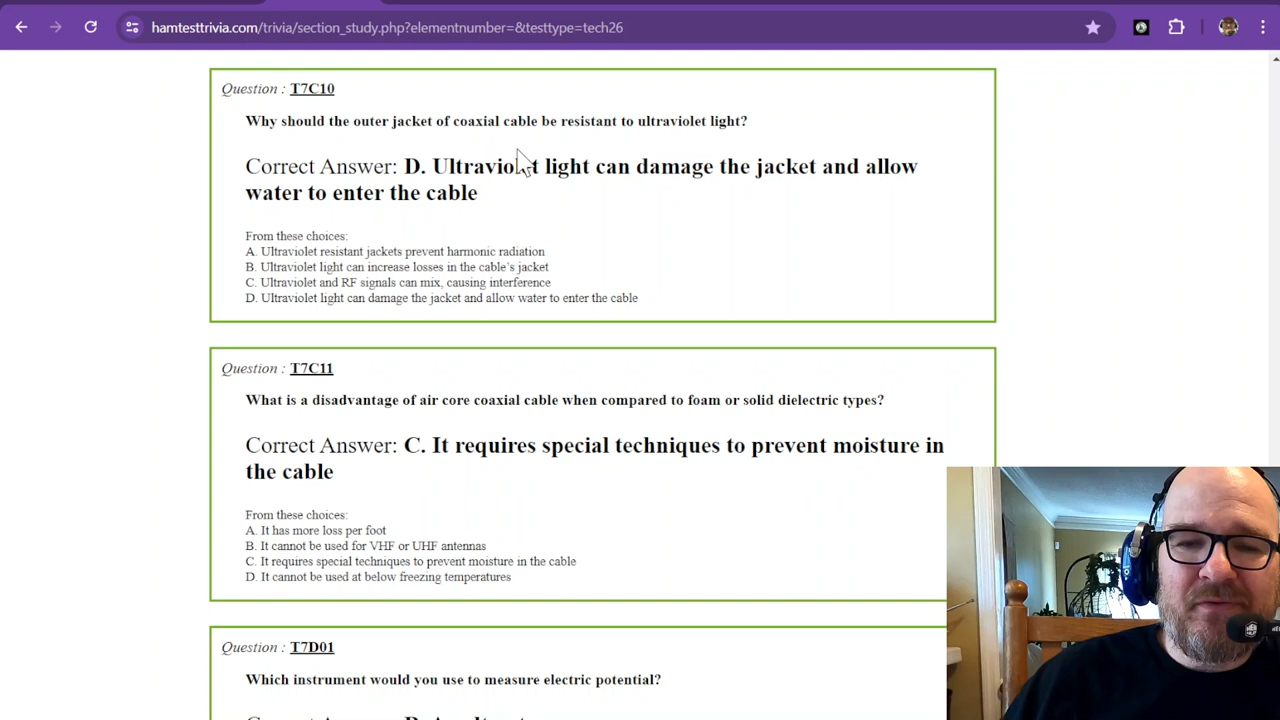 hamtesttrivia.com/trivia/section_study.php?elementnumber=&testtype=tech26
Question : T7C10
Why should the outer jacket of coaxial cable be resistant to ultraviolet light?
Correct Answer: D. Ultraviolet light can damage the jacket and allow
water to enter the cable
From these choices:
A. Ultraviolet resistant jackets prevent harmonic radiation
B. Ultraviolet light can increase losses in the cable's jacket
C. Ultraviolet and RF signals can mix, causing interference
D. Ultraviolet light can damage the jacket and allow water to enter the cable
Question : T7C11
What is a disadvantage of air core coaxial cable when compared to foam or solid dielectric types?
Correct Answer: C. It requires special techniques to prevent moisture in
the cable
From these choices:
A. It has more loss per foot
B. It cannot be used for VHF or UHF antennas
C. It requires special techniques to prevent moisture in the cable
D. It cannot be used at below freezing temperatures
Question : T7D01
Which instrument would you use to measure electric potential?